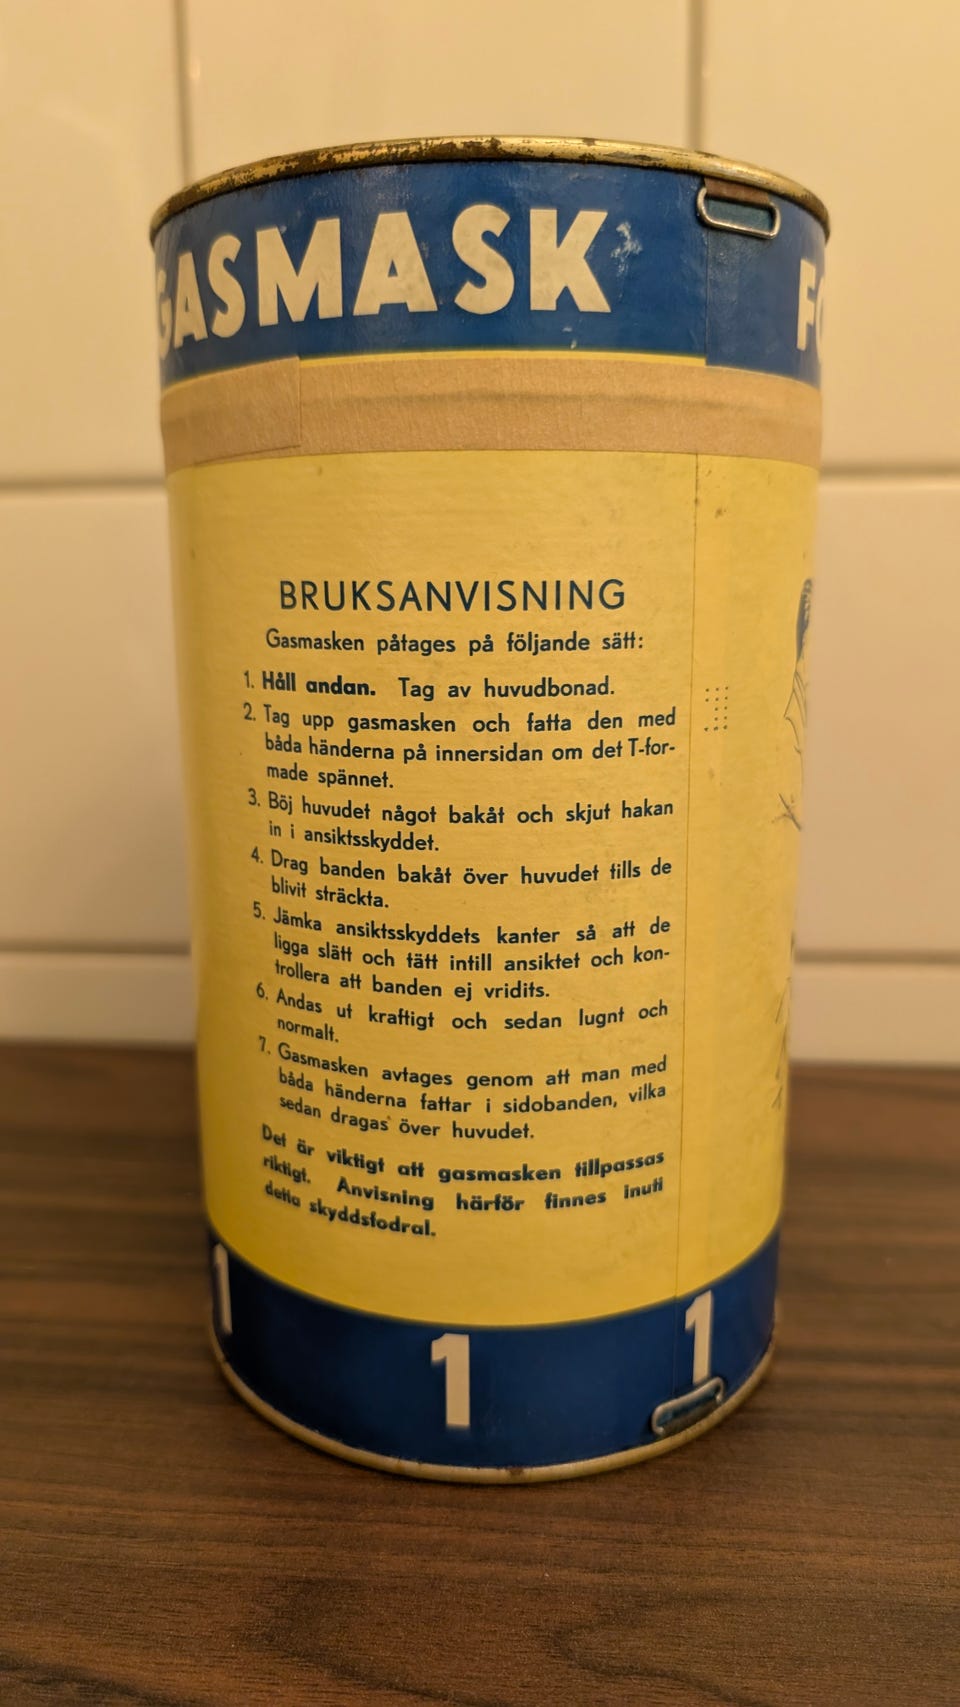 GASMASK
BRUKSANVISNING
Gasmasken påtages på följande sätt:
1. Håll andan. Tag av huvudbonad.
2. Tag upp gasmasken och fatta den med
båda händerna på innersidan om det T-for-
made spännet.
3. Böj huvudet något bakåt och skjut hakan
in i ansiktsskyddet.
4. Drag banden bakåt över huvudet tills de
blivit sträckta.
5. Jämka ansiktsskyddets kanter så att de
ligga slätt och tätt intill ansiktet och kon-
trollera att banden ej vridits.
6. Andas ut kraftigt och sedan lugnt och
normalt.
7. Gasmasken avtages genom att man med
båda händerna fattar i sidobanden, vilka
sedan dragas över huvudet.
Det är viktigt att gasmasken tillpassas
riktigt. Anvisning härför finnes inuti
detta skyddsfodral.
1 1 1